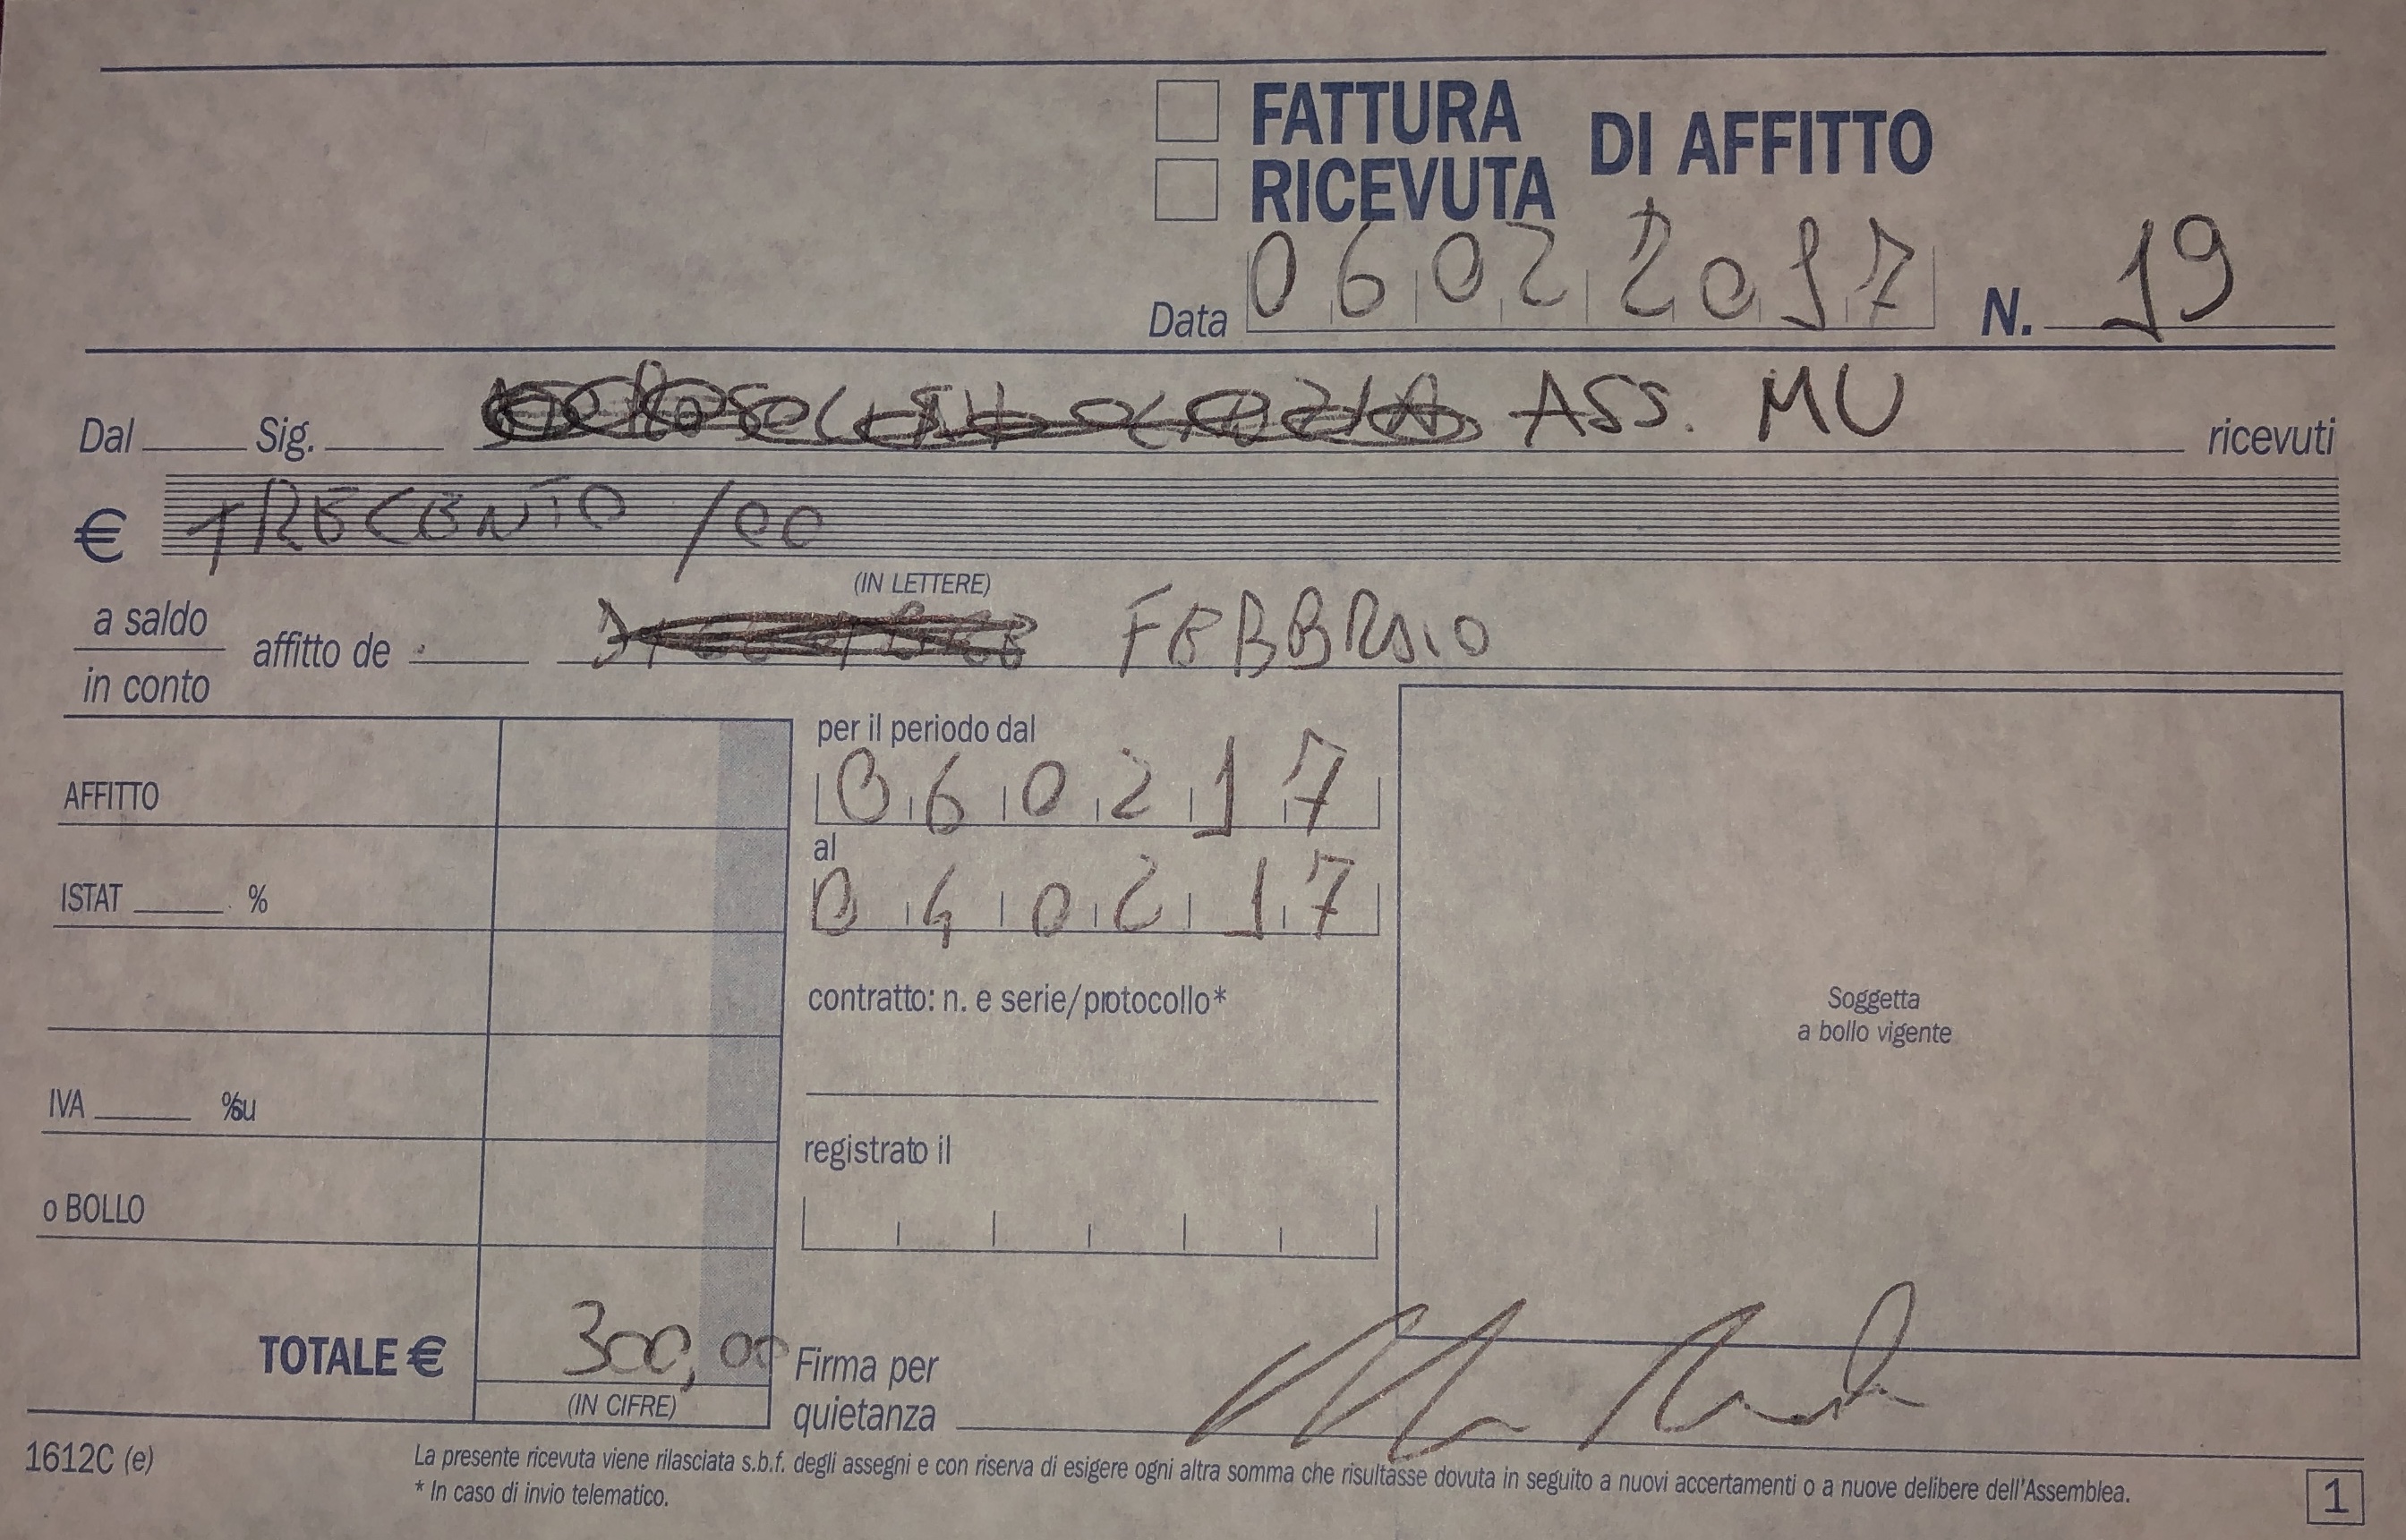 FATTURA
RICEVUTA DI AFFITTO
Data 06022017 N. 19
Dal Sig. ASS. MU ricevuti
€ TRECENTO/00
(IN LETTERE)
a saldo
in conto
affitto de FEBBRAIO
per il periodo dal
060217
AFFITTO
al
040217
ISTAT %
contratto: n. e serie/protocollo*
Soggetta
a bollo vigente
IVA %su
registrato il
o BOLLO
TOTALE € 300,00
(IN CIFRE)
Firma per
quietanza
1612C (e)
La presente ricevuta viene rilasciata s.b.f. degli assegni e con riserva di esigere ogni altra somma che risultasse dovuta in seguito a nuovi accertamenti o a nuove delibere dell'Assemblea.
* In caso di invio telematico.
1